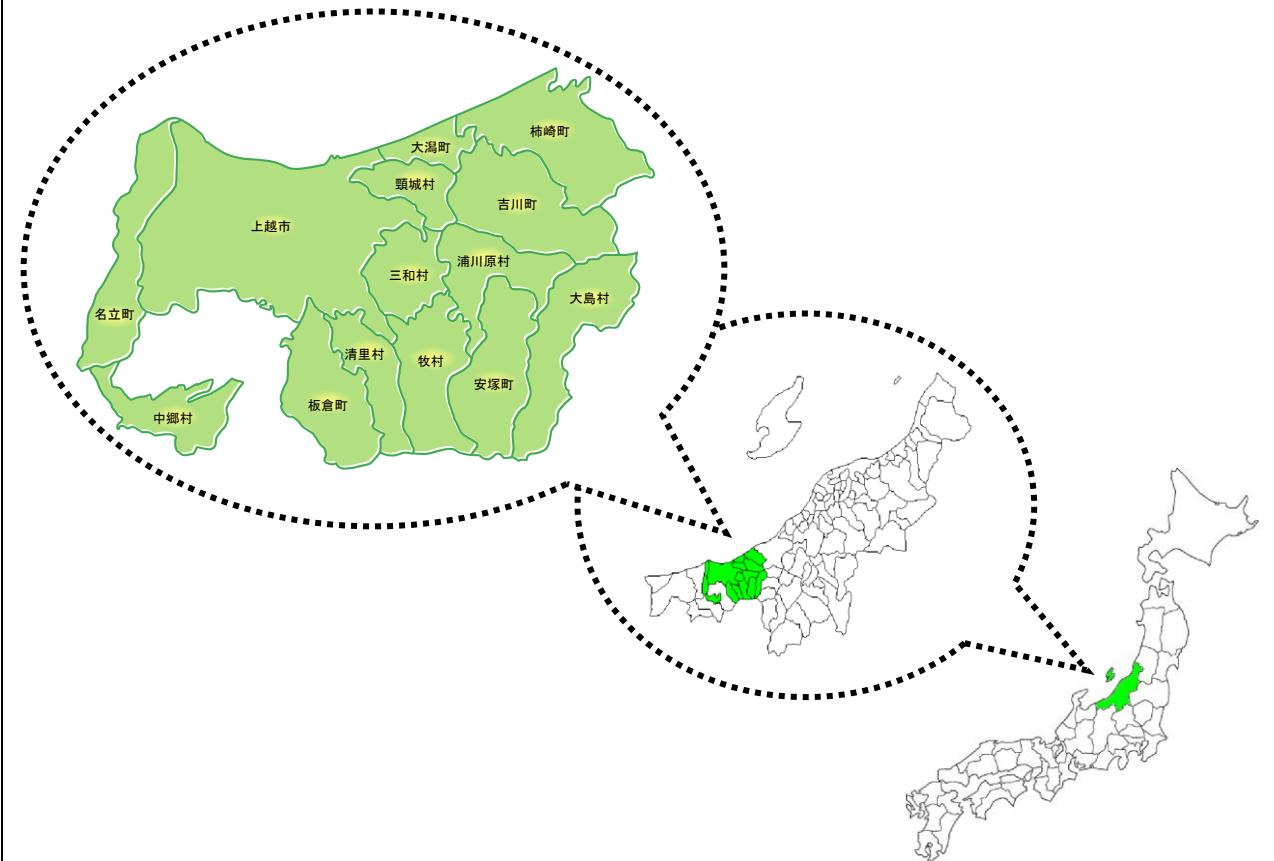 柿崎町
大潟町
頸城村
吉川町
上越市
浦川原村
三和村
大島村
名立町
清里村
牧村
安塚町
板倉町
中郷村